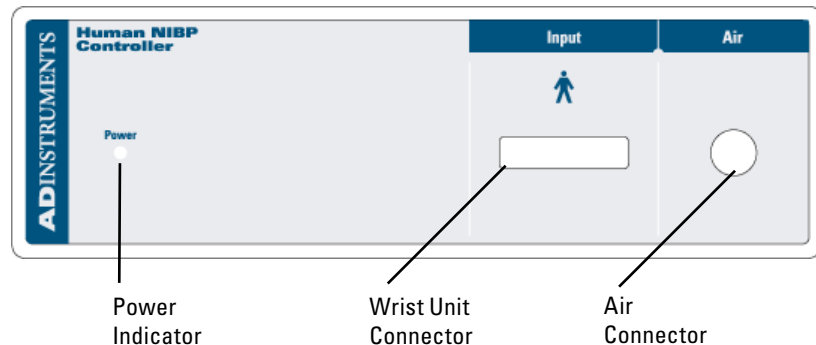 ADINSTRUMENTS
Human NIBP
Controller
Input
Air
Power
Power
Indicator
Wrist Unit
Connector
Air
Connector